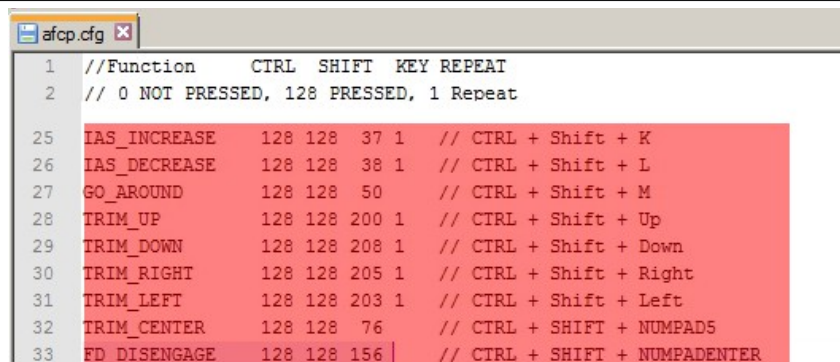 afcp.cfg
1 //Function CTRL SHIFT KEY REPEAT
2 // 0 NOT PRESSED, 128 PRESSED, 1 Repeat
25 IAS_INCREASE 128 128 37 1 // CTRL + Shift + K
26 IAS_DECREASE 128 128 38 1 // CTRL + Shift + L
27 GO_AROUND 128 128 50 // CTRL + Shift + M
28 TRIM_UP 128 128 200 1 // CTRL + Shift + Up
29 TRIM_DOWN 128 128 208 1 // CTRL + Shift + Down
30 TRIM_RIGHT 128 128 205 1 // CTRL + Shift + Right
31 TRIM_LEFT 128 128 203 1 // CTRL + Shift + Left
32 TRIM_CENTER 128 128 76 // CTRL + SHIFT + NUMPAD5
33 FD_DISENGAGE 128 128 156 // CTRL + SHIFT + NUMPADENTER